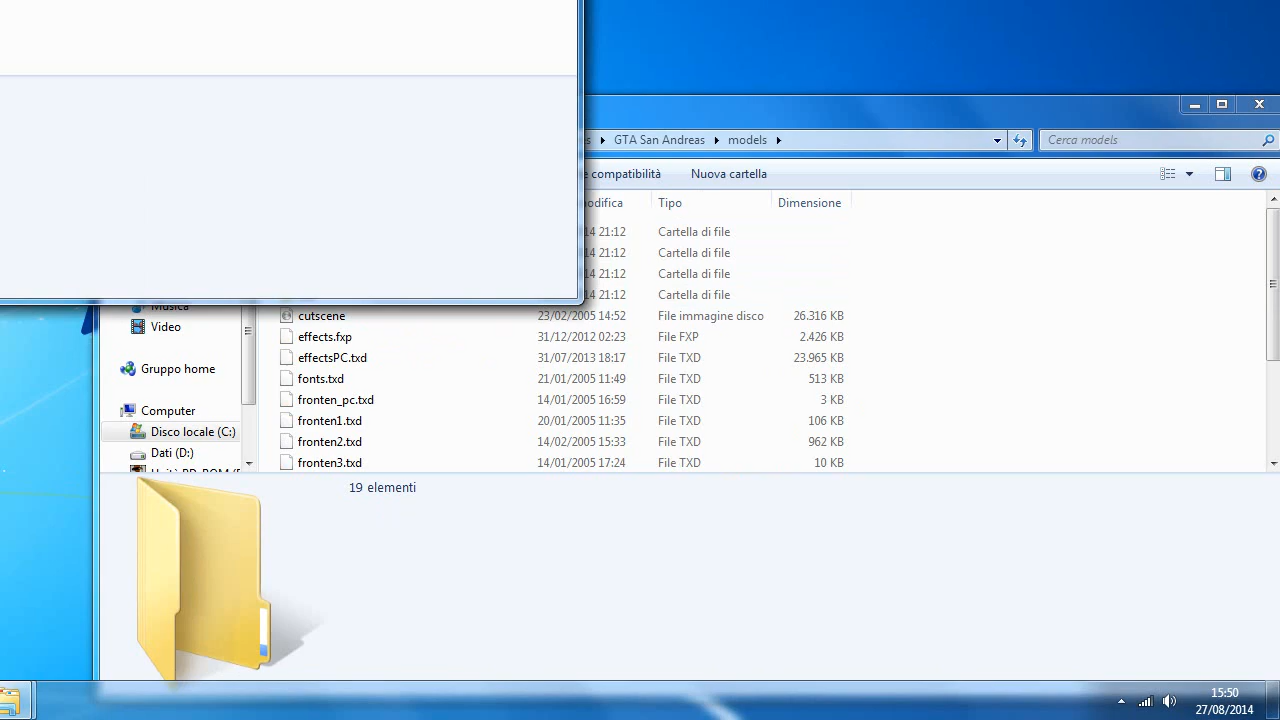 GTA San Andreas models Cerca models
compatibilità Nuova cartella
Tipo Dimensione
21:12 Cartella di file
21:12 Cartella di file
21:12 Cartella di file
21:12 Cartella di file
cutscene 23/02/2005 14:52 File immagine disco 26.316 KB
Video effects.fxp 31/12/2012 02:23 File FXP 2.426 KB
effectsPC.txd 31/07/2013 18:17 File TXD 23.965 KB
Gruppo home fonts.txd 21/01/2005 11:49 File TXD 513 KB
fronten_pc.txd 14/01/2005 16:59 File TXD 3 KB
Computer fronten1.txd 20/01/2005 11:35 File TXD 106 KB
Disco locale (C:) fronten2.txd 14/02/2005 15:33 File TXD 962 KB
Dati (D:) fronten3.txd 14/01/2005 17:24 File TXD 10 KB
19 elementi
15:50
27/08/2014